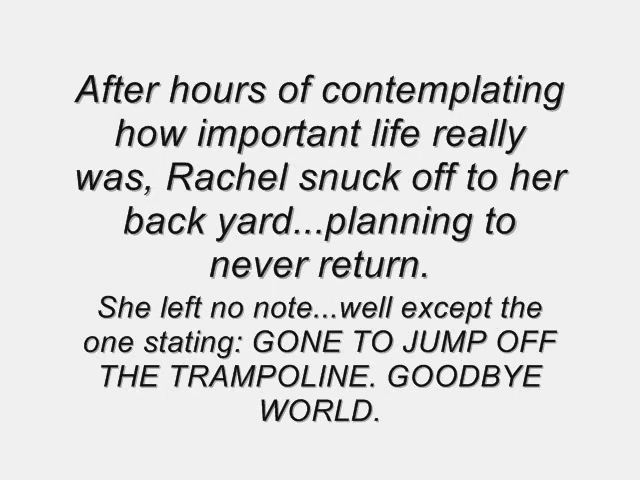 After hours of contemplating
how important life really
was, Rachel snuck off to her
back yard...planning to
never return.
She left no note...well except the
one stating: GONE TO JUMP OFF
THE TRAMPOLINE. GOODBYE
WORLD.